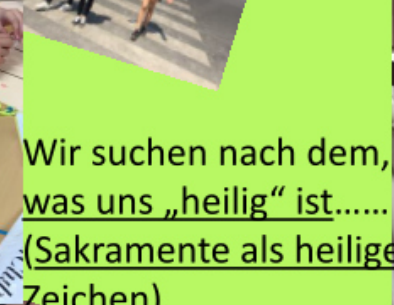 Wir suchen nach dem,
was uns „heilig“ ist......
(Sakramente als heilige
Zeichen)